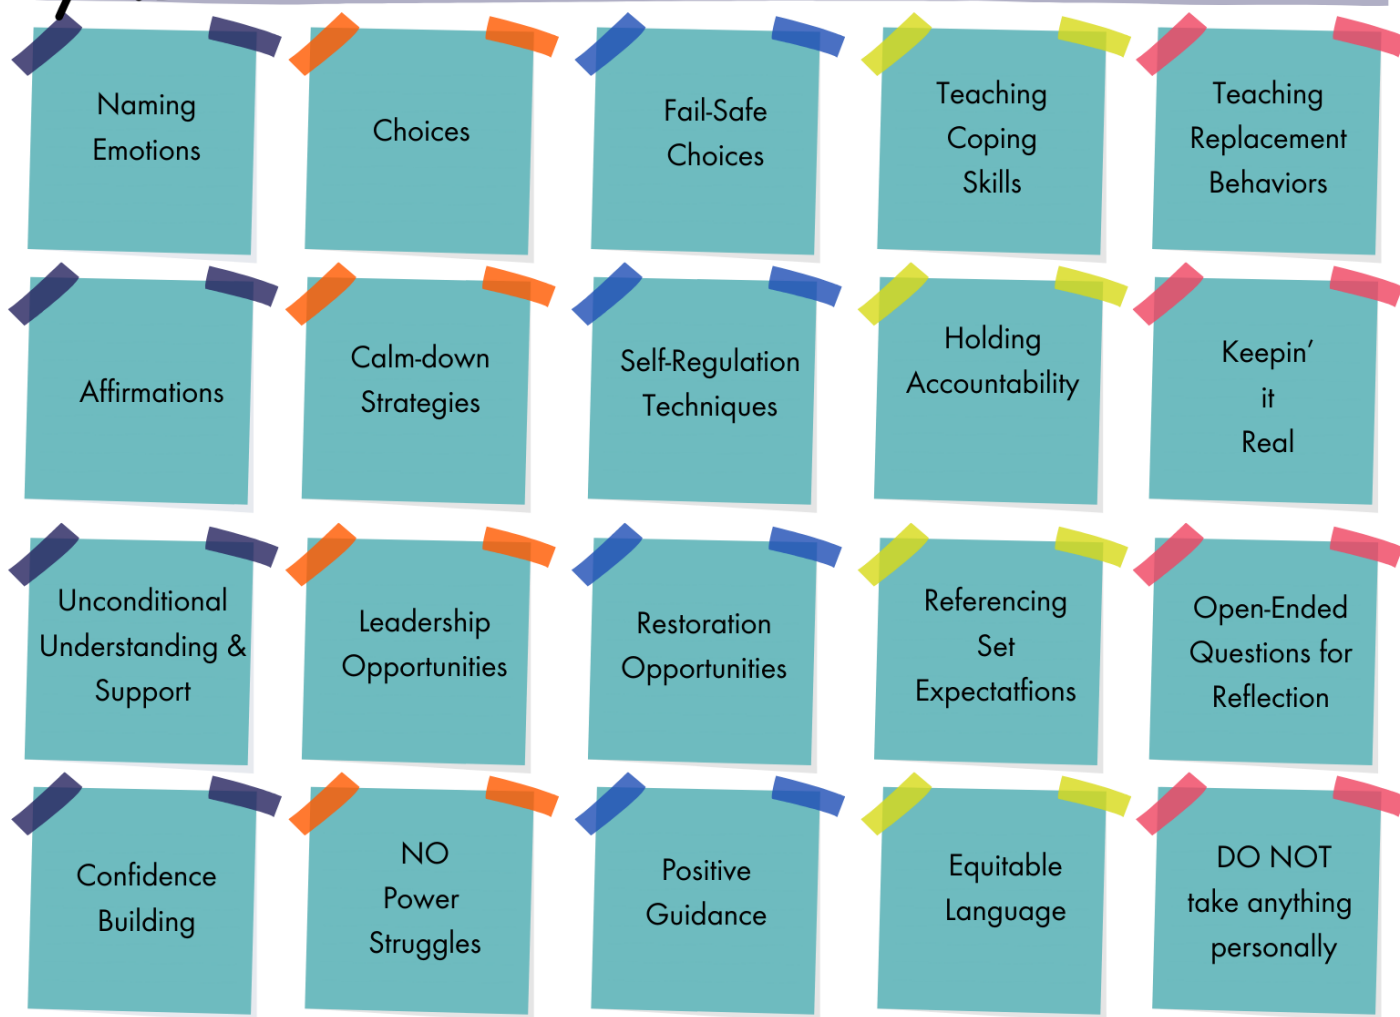 Naming
Emotions
Choices
Fail-Safe
Choices
Teaching
Coping
Skills
Teaching
Replacement
Behaviors
Affirmations
Calm-down
Strategies
Self-Regulation
Techniques
Holding
Accountability
Keepin'
it
Real
Unconditional
Understanding &
Support
Leadership
Opportunities
Restoration
Opportunities
Referencing
Set
Expectatfions
Open-Ended
Questions for
Reflection
Confidence
Building
NO
Power
Struggles
Positive
Guidance
Equitable
Language
DO NOT
take anything
personally